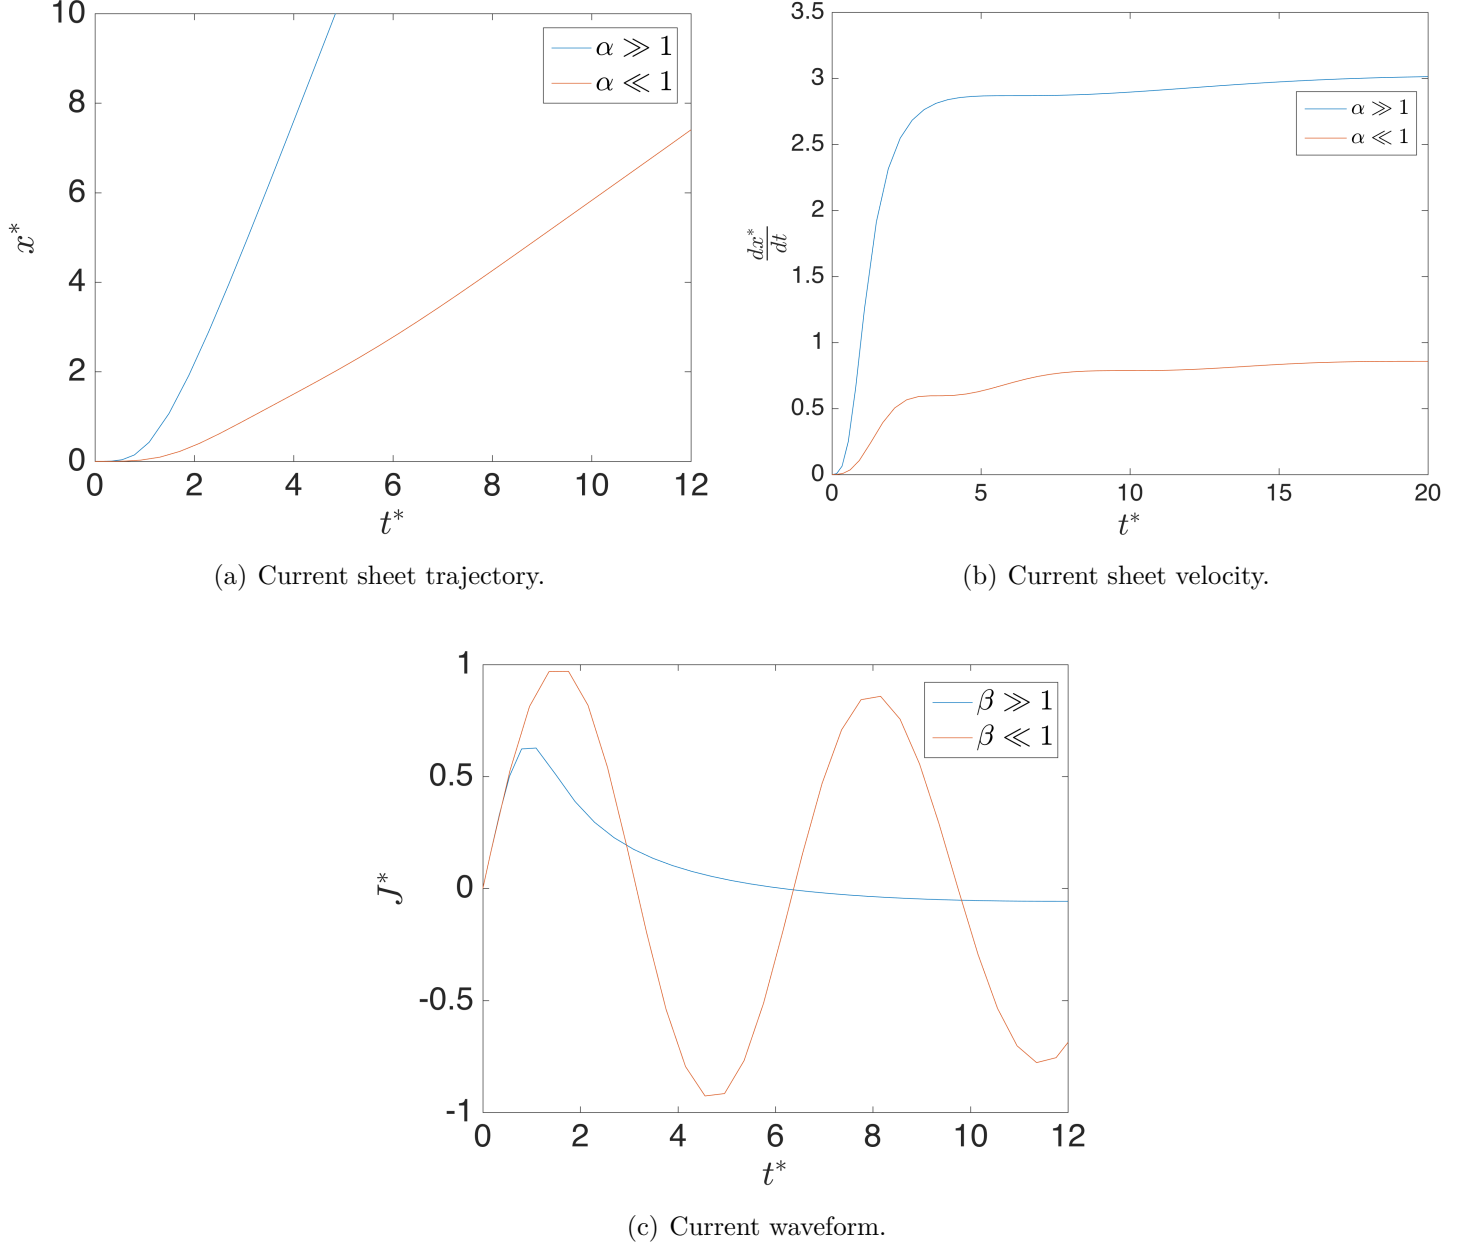 10
8
6
4
2
0
0 2 4 6 8 10 12
x*
t*
α ≫ 1
α ≪ 1
(a) Current sheet trajectory.
3.5
3
2.5
2
1.5
1
0.5
0
0 5 10 15 20
dx*
dt
t*
α ≫ 1
α ≪ 1
(b) Current sheet velocity.
1
0.5
0
-0.5
-1
0 2 4 6 8 10 12
J*
t*
β ≫ 1
β ≪ 1
(c) Current waveform.